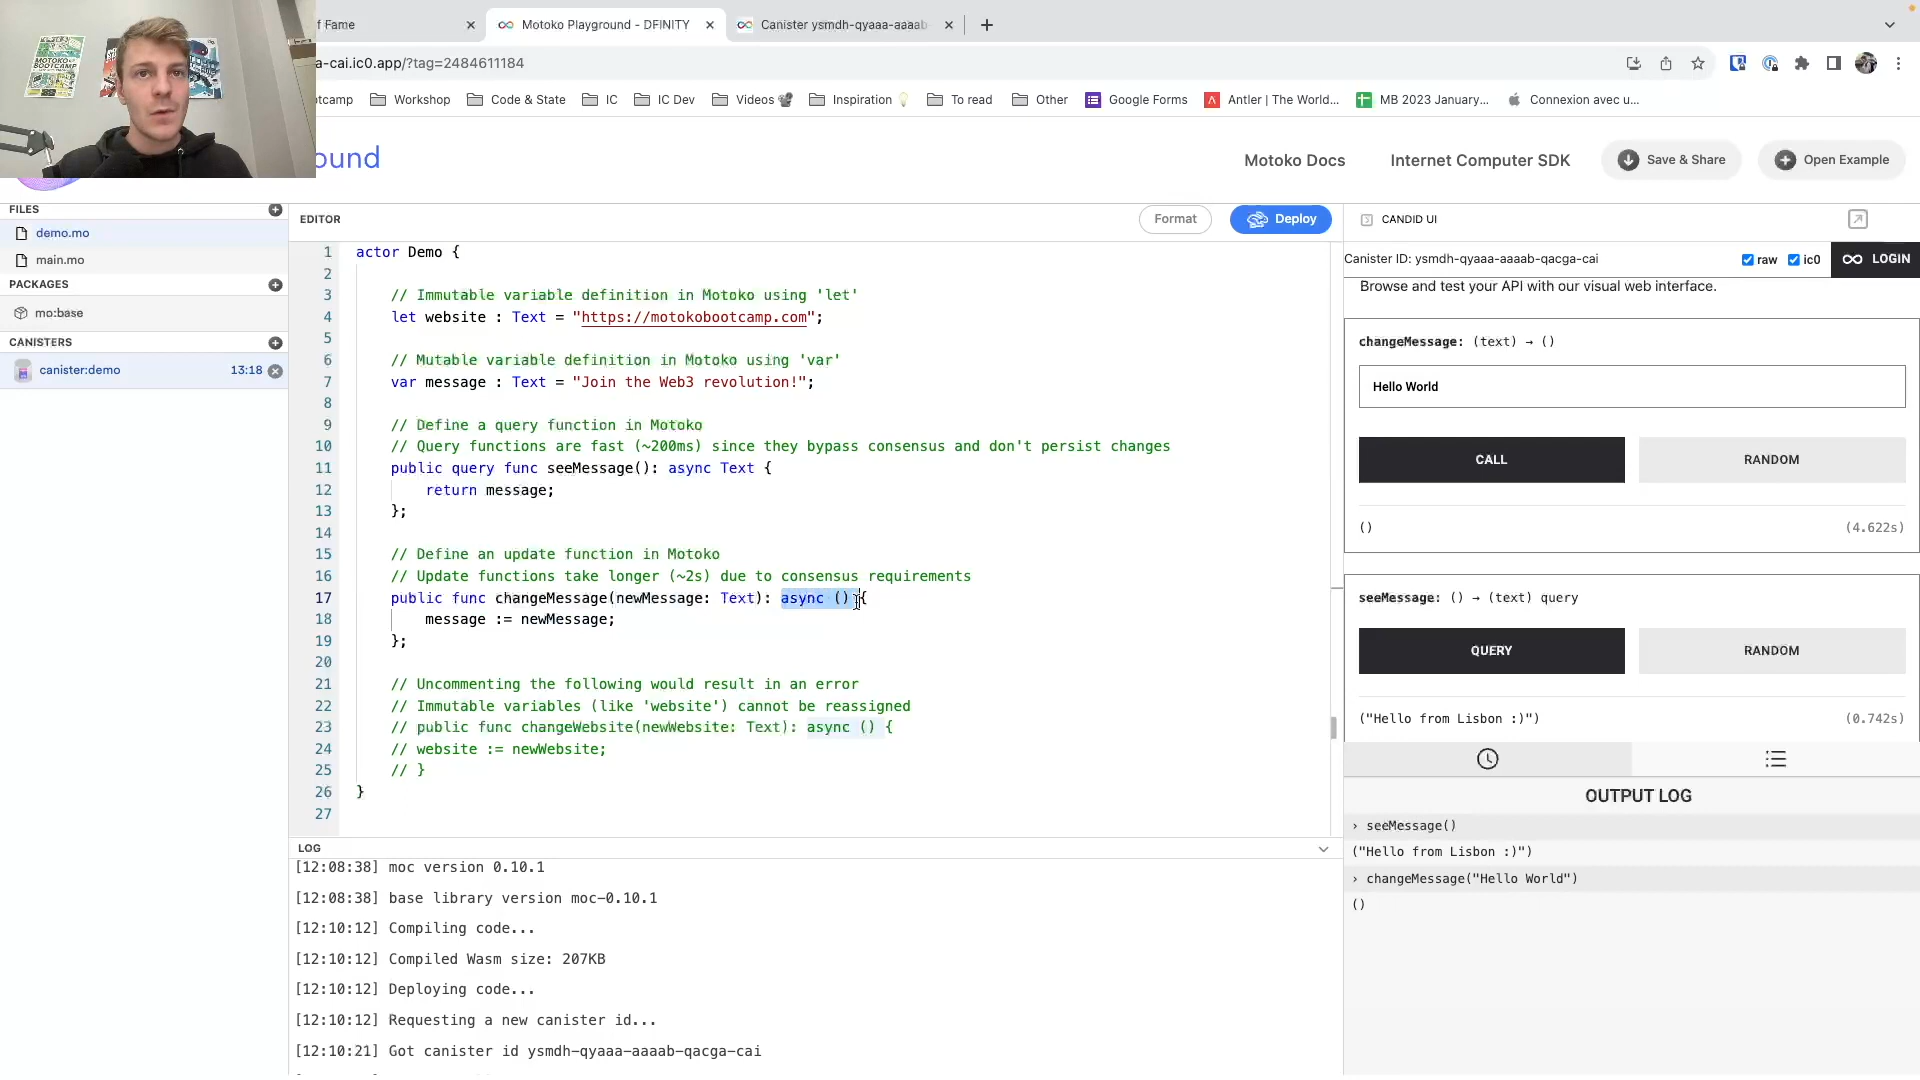 f Fame
Motoko Playground - DFINITY
Canister ysmdh-qyaaa-aaaab-
a-cai.ic0.app/?tag=2484611184
otcamp
Workshop
Code & State
IC
IC Dev
Videos
Inspiration
To read
Other
Google Forms
Antler | The World...
MB 2023 January...
Connexion avec u...
MOTOKO
BOOTCAMP
ound
Motoko Docs
Internet Computer SDK
Save & Share
Open Example
FILES
demo.mo
main.mo
PACKAGES
mo:base
CANISTERS
canister:demo
13:18
EDITOR
Format
Deploy
1 actor Demo {
2
3 // Immutable variable definition in Motoko using 'let'
4 let website : Text = "https://motokobootcamp.com";
5
6 // Mutable variable definition in Motoko using 'var'
7 var message : Text = "Join the Web3 revolution!";
8
9 // Define a query function in Motoko
10 // Query functions are fast (~200ms) since they bypass consensus and don't persist changes
11 public query func seeMessage(): async Text {
12 return message;
13 };
14
15 // Define an update function in Motoko
16 // Update functions take longer (~2s) due to consensus requirements
17 public func changeMessage(newMessage: Text): async () {
18 message := newMessage;
19 };
20
21 // Uncommenting the following would result in an error
22 // Immutable variables (like 'website') cannot be reassigned
23 // public func changeWebsite(newWebsite: Text): async () {
24 // website := newWebsite;
25 // }
26 }
27
LOG
[12:08:38] moc version 0.10.1
[12:08:38] base library version moc-0.10.1
[12:10:12] Compiling code...
[12:10:12] Compiled Wasm size: 207KB
[12:10:12] Deploying code...
[12:10:12] Requesting a new canister id...
[12:10:21] Got canister id ysmdh-qyaaa-aaaab-qacga-cai
CANDID UI
Canister ID: ysmdh-qyaaa-aaaab-qacga-cai
raw
ic0
LOGIN
Browse and test your API with our visual web interface.
changeMessage: (text) → ()
Hello World
CALL
RANDOM
()
(4.622s)
seeMessage: () → (text) query
QUERY
RANDOM
("Hello from Lisbon :)")
(0.742s)
OUTPUT LOG
› seeMessage()
("Hello from Lisbon :)")
› changeMessage("Hello World")
()